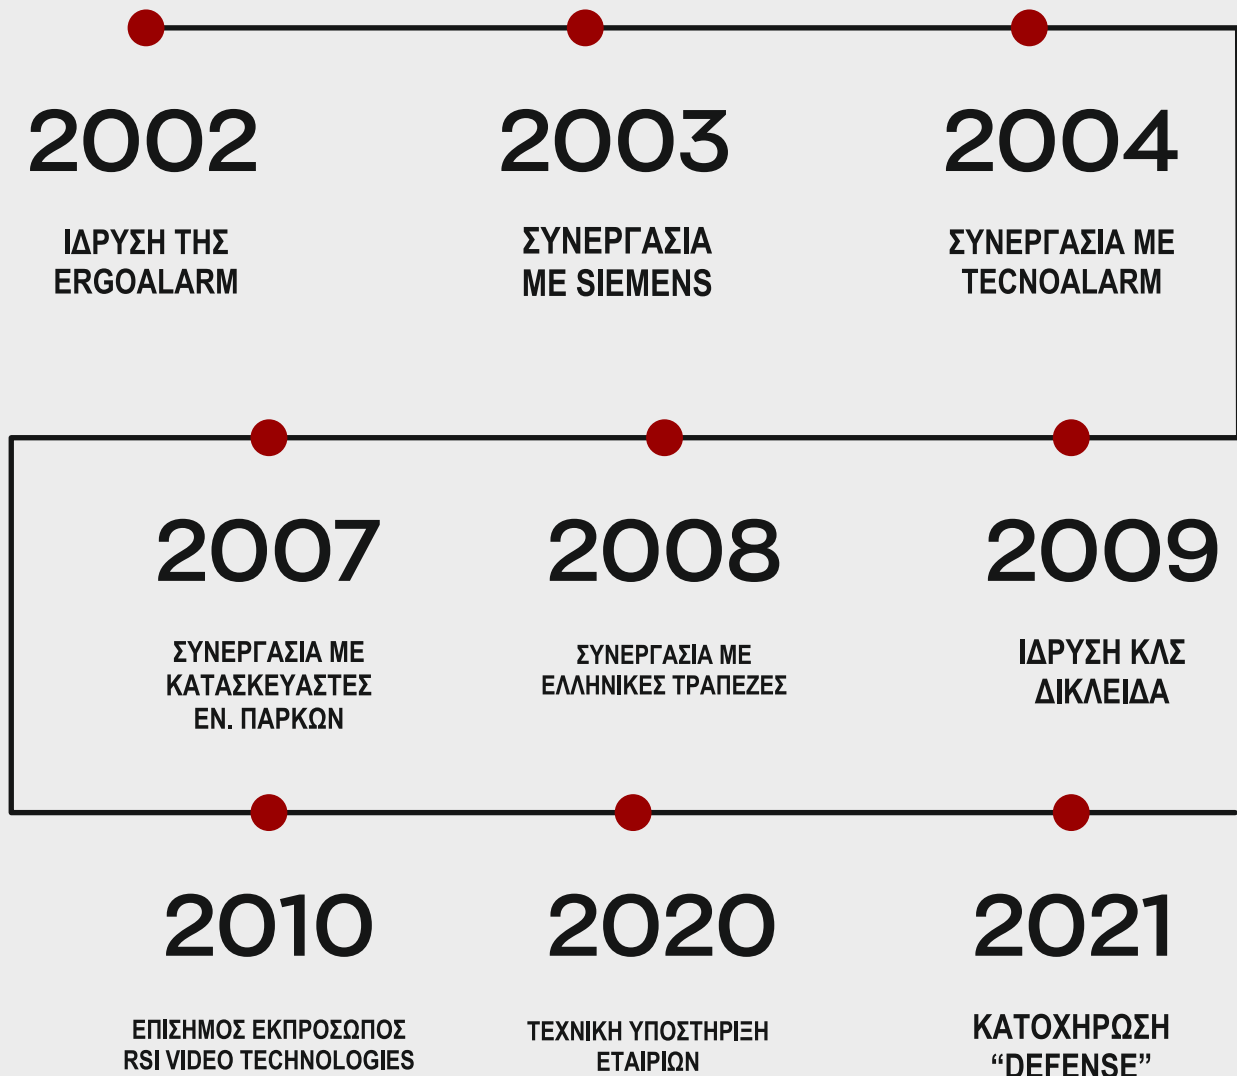 2002
2003
2004
ΙΔΡΥΣΗ ΤΗΣ
ERGOALARM
ΣΥΝΕΡΓΑΣΙΑ
ΜΕ SIEMENS
ΣΥΝΕΡΓΑΣΙΑ ΜΕ
TECNOALARM
2007
2008
2009
ΣΥΝΕΡΓΑΣΙΑ ΜΕ
ΚΑΤΑΣΚΕΥΑΣΤΕΣ
ΕΝ. ΠΑΡΚΩΝ
ΣΥΝΕΡΓΑΣΙΑ ΜΕ
ΕΛΛΗΝΙΚΕΣ ΤΡΑΠΕΖΕΣ
ΙΔΡΥΣΗ ΚΛΣ
ΔΙΚΛΕΙΔΑ
2010
2020
2021
ΕΠΙΣΗΜΟΣ ΕΚΠΡΟΣΩΠΟΣ
RSI VIDEO TECHNOLOGIES
ΤΕΧΝΙΚΗ ΥΠΟΣΤΗΡΙΞΗ
ΕΤΑΙΡΙΩΝ
ΚΑΤΟΧΗΡΩΣΗ
“DEFENSE”